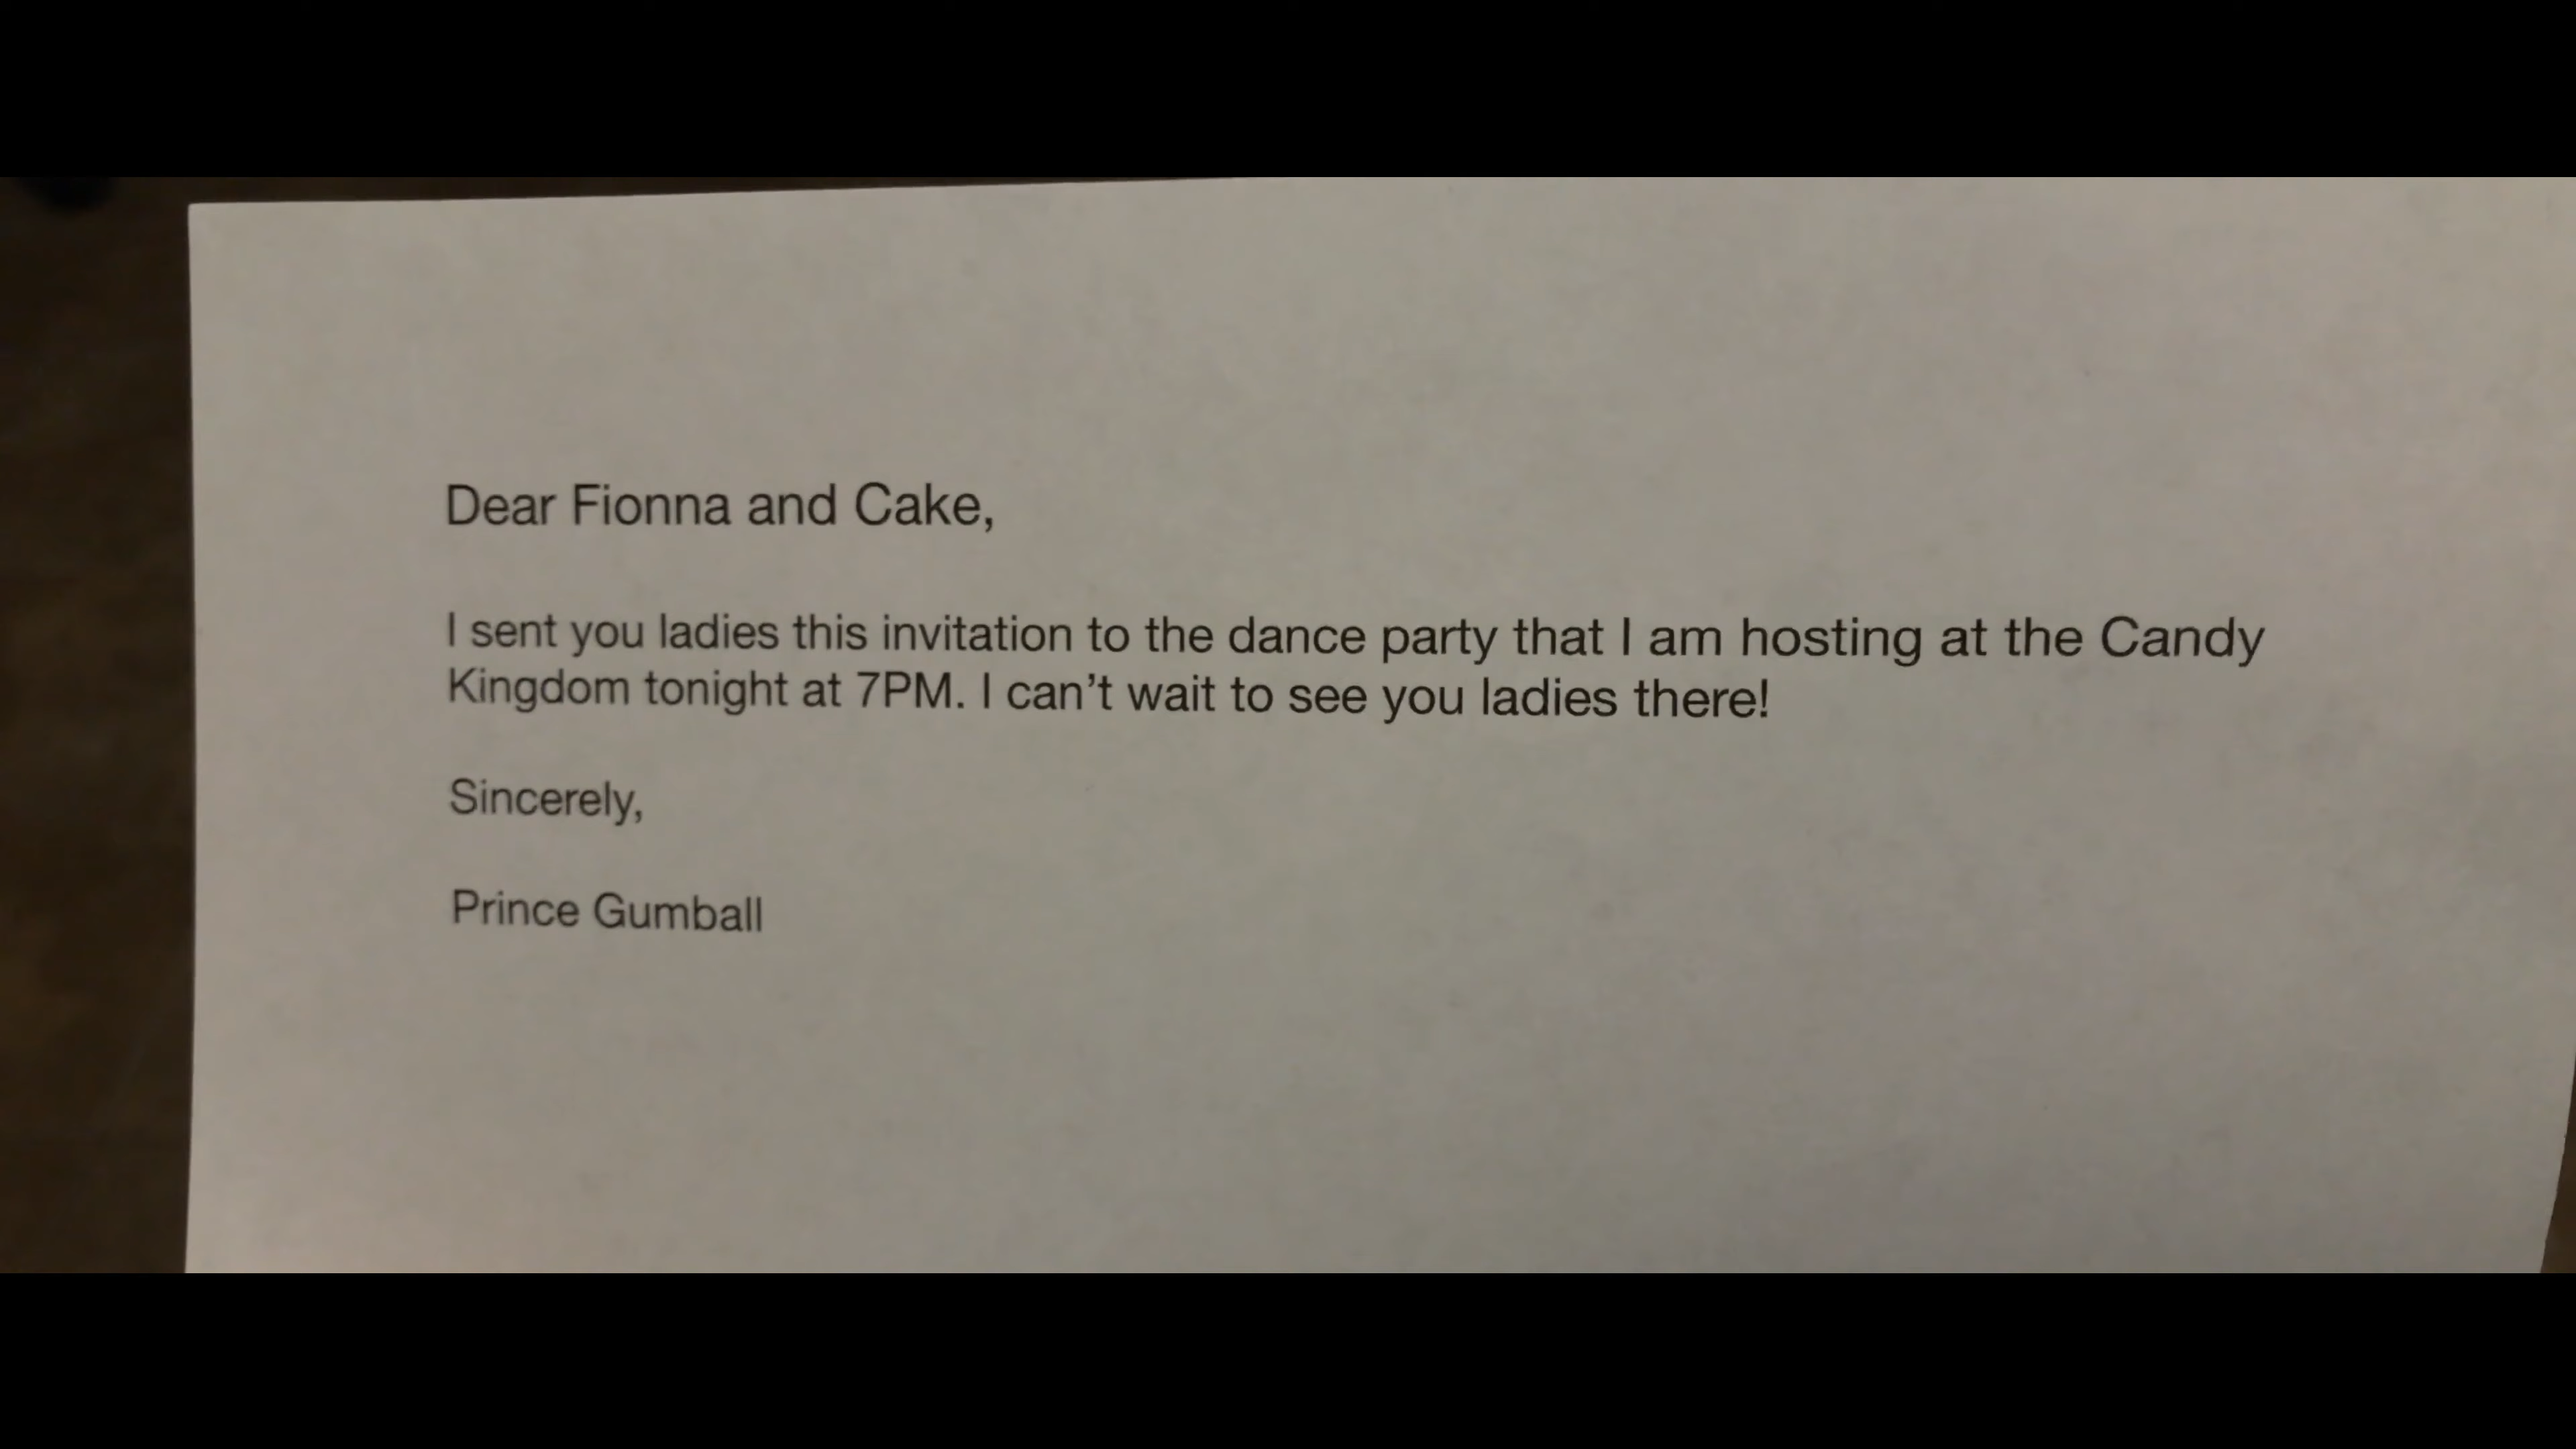 Dear Fionna and Cake,
I sent you ladies this invitation to the dance party that I am hosting at the Candy
Kingdom tonight at 7PM. I can't wait to see you ladies there!
Sincerely,
Prince Gumball